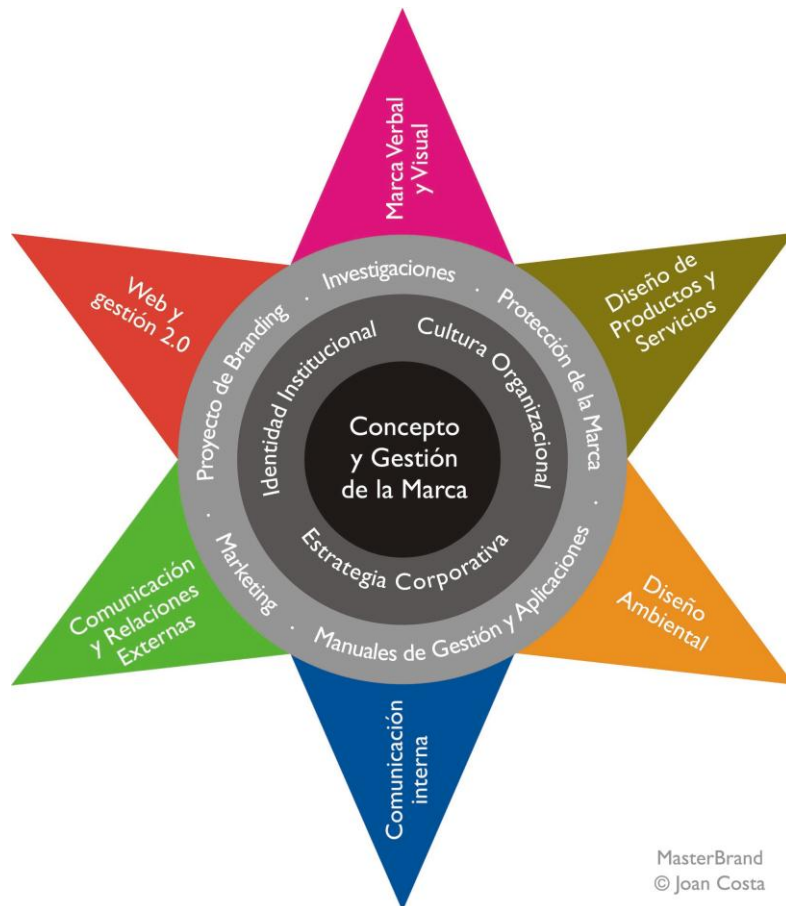 Marca Verbal
y Visual
Web y
gestión 2.0
Diseño de
Productos y
Servicios
Proyecto de Branding . Investigaciones . Protección de la Marca .
Identidad Institucional
Cultura Organizacional
Concepto
y Gestión
de la Marca
Estrategia Corporativa
. Marketing . Manuales de Gestión y Aplicaciones
Comunicación
y Relaciones
Externas
Diseño
Ambiental
Comunicación
interna
MasterBrand
© Joan Costa